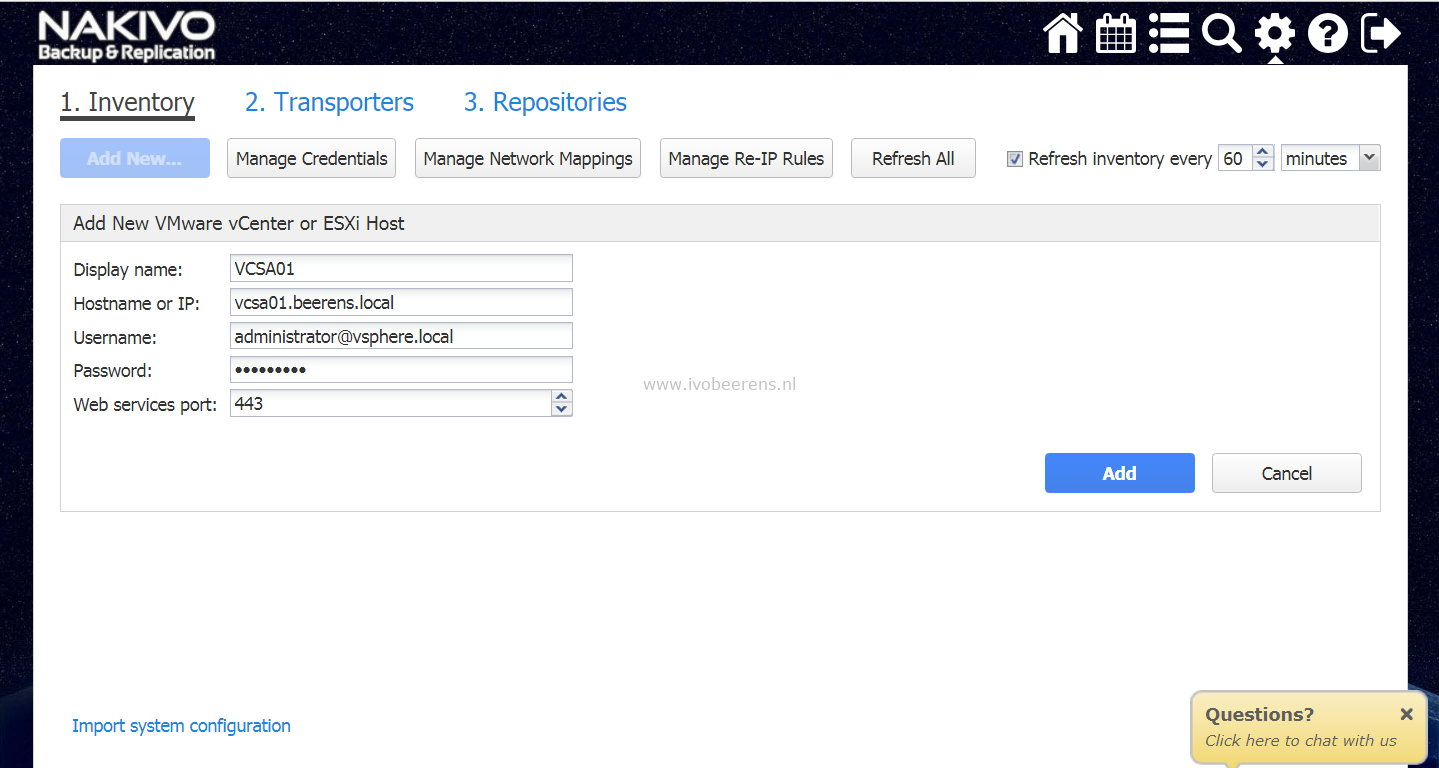 NAKIVO
Backup & Replication
1. Inventory 2. Transporters 3. Repositories
Add New... Manage Credentials Manage Network Mappings Manage Re-IP Rules Refresh All Refresh inventory every 60 minutes
Add New VMware vCenter or ESXi Host
Display name: VCSA01
Hostname or IP: vcsa01.beerens.local
Username: administrator@vsphere.local
Password: •••••••••
www.ivobeerens.nl
Web services port: 443
Add Cancel
Import system configuration
Questions?
Click here to chat with us